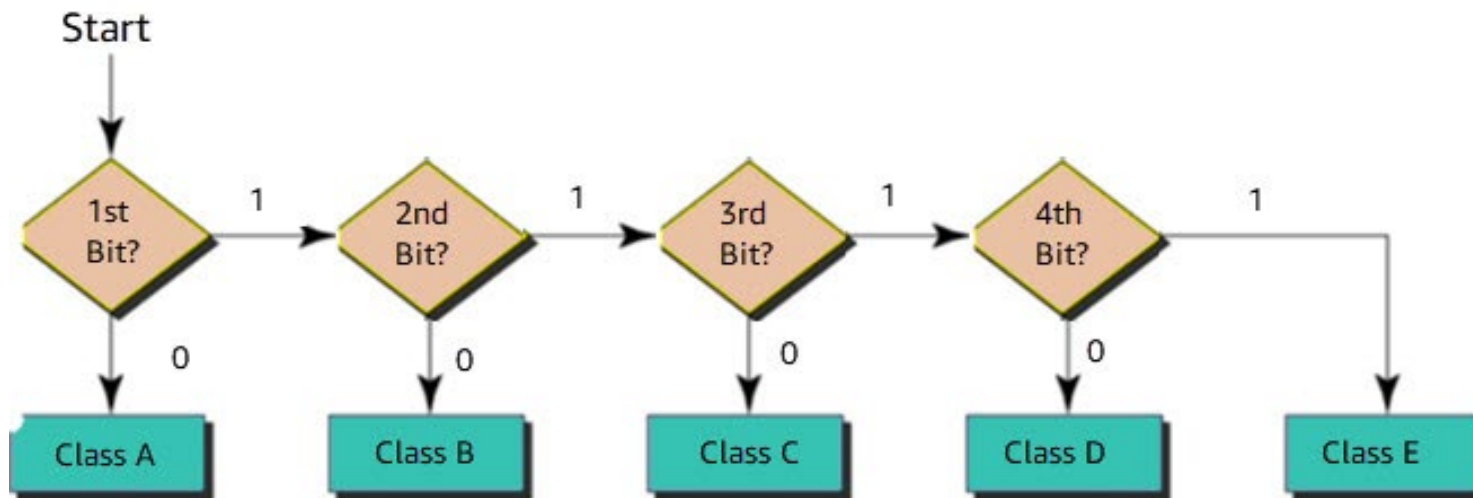 Start
1st
Bit?
1
2nd
Bit?
1
3rd
Bit?
1
4th
Bit?
1
0
0
0
0
Class A
Class B
Class C
Class D
Class E